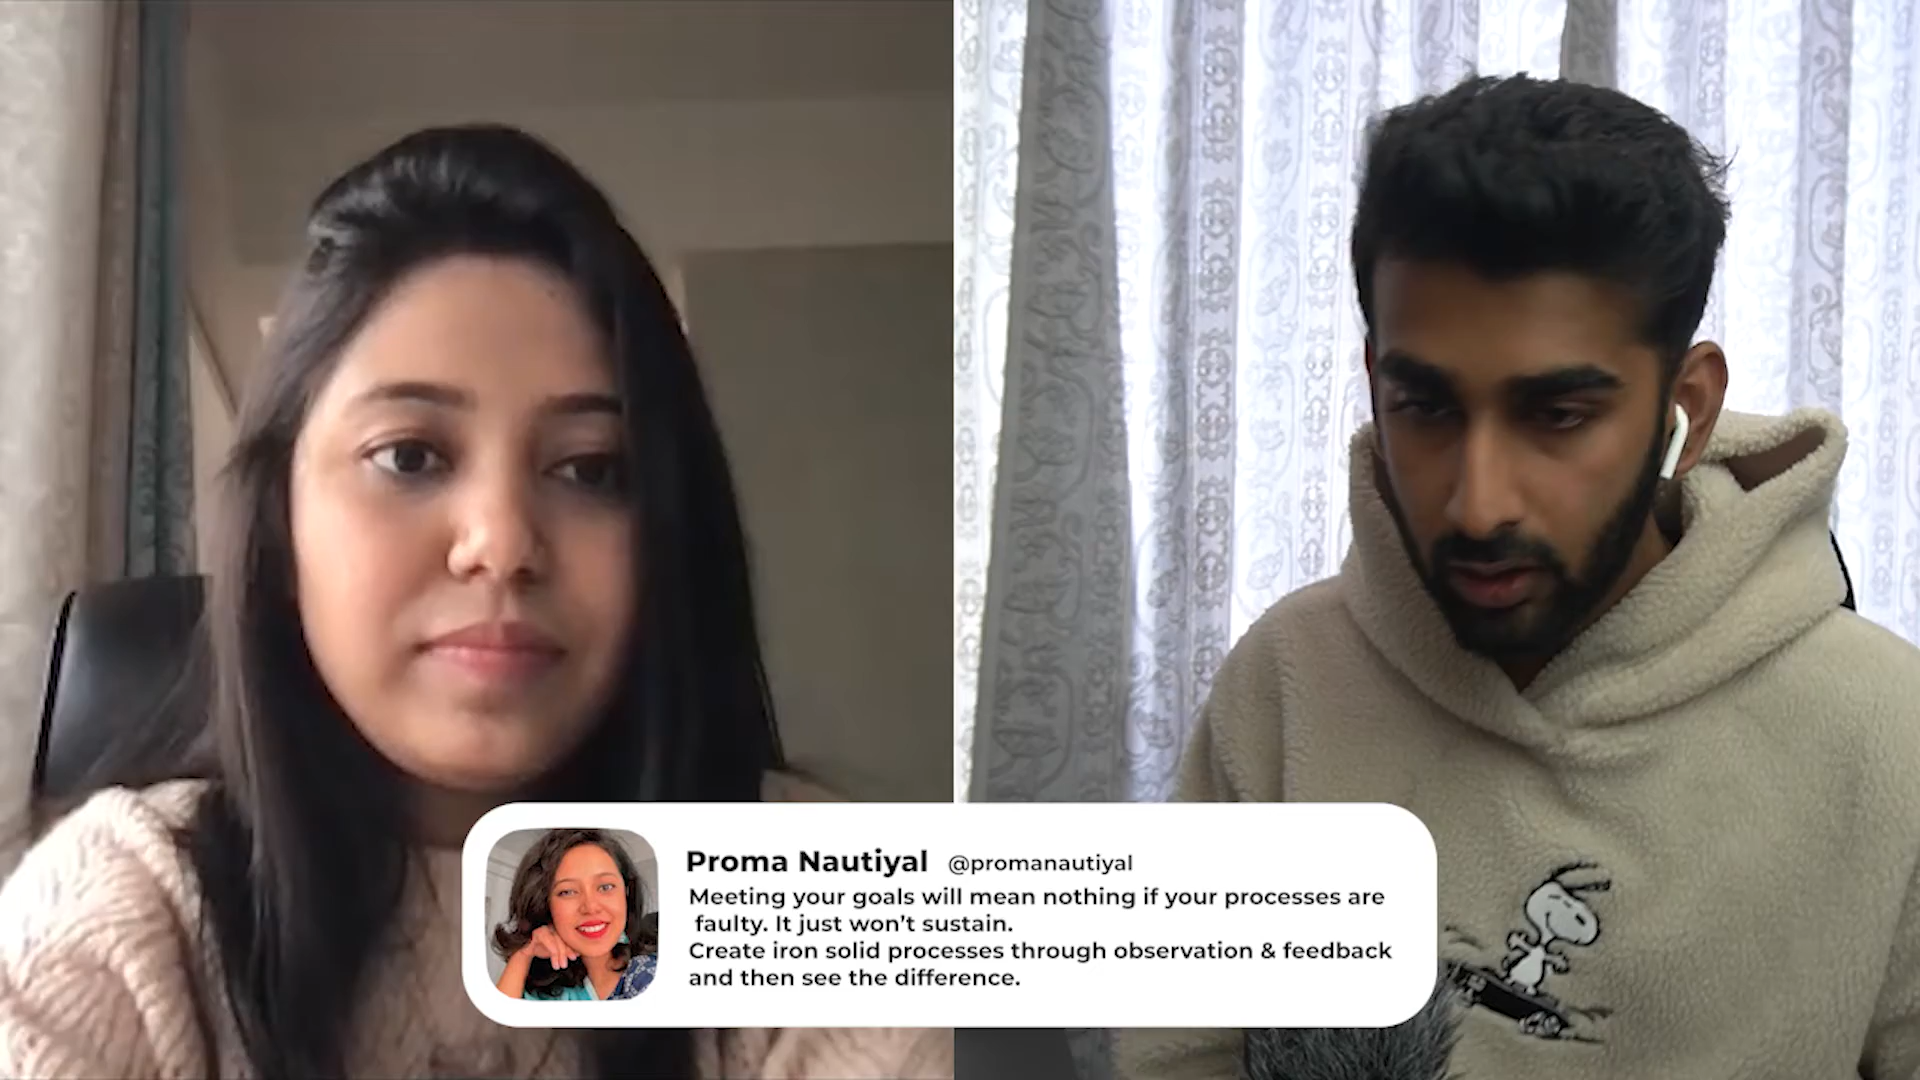 Proma Nautiyal @promanautiyal
Meeting your goals will mean nothing if your processes are
faulty. It just won’t sustain.
Create iron solid processes through observation & feedback
and then see the difference.